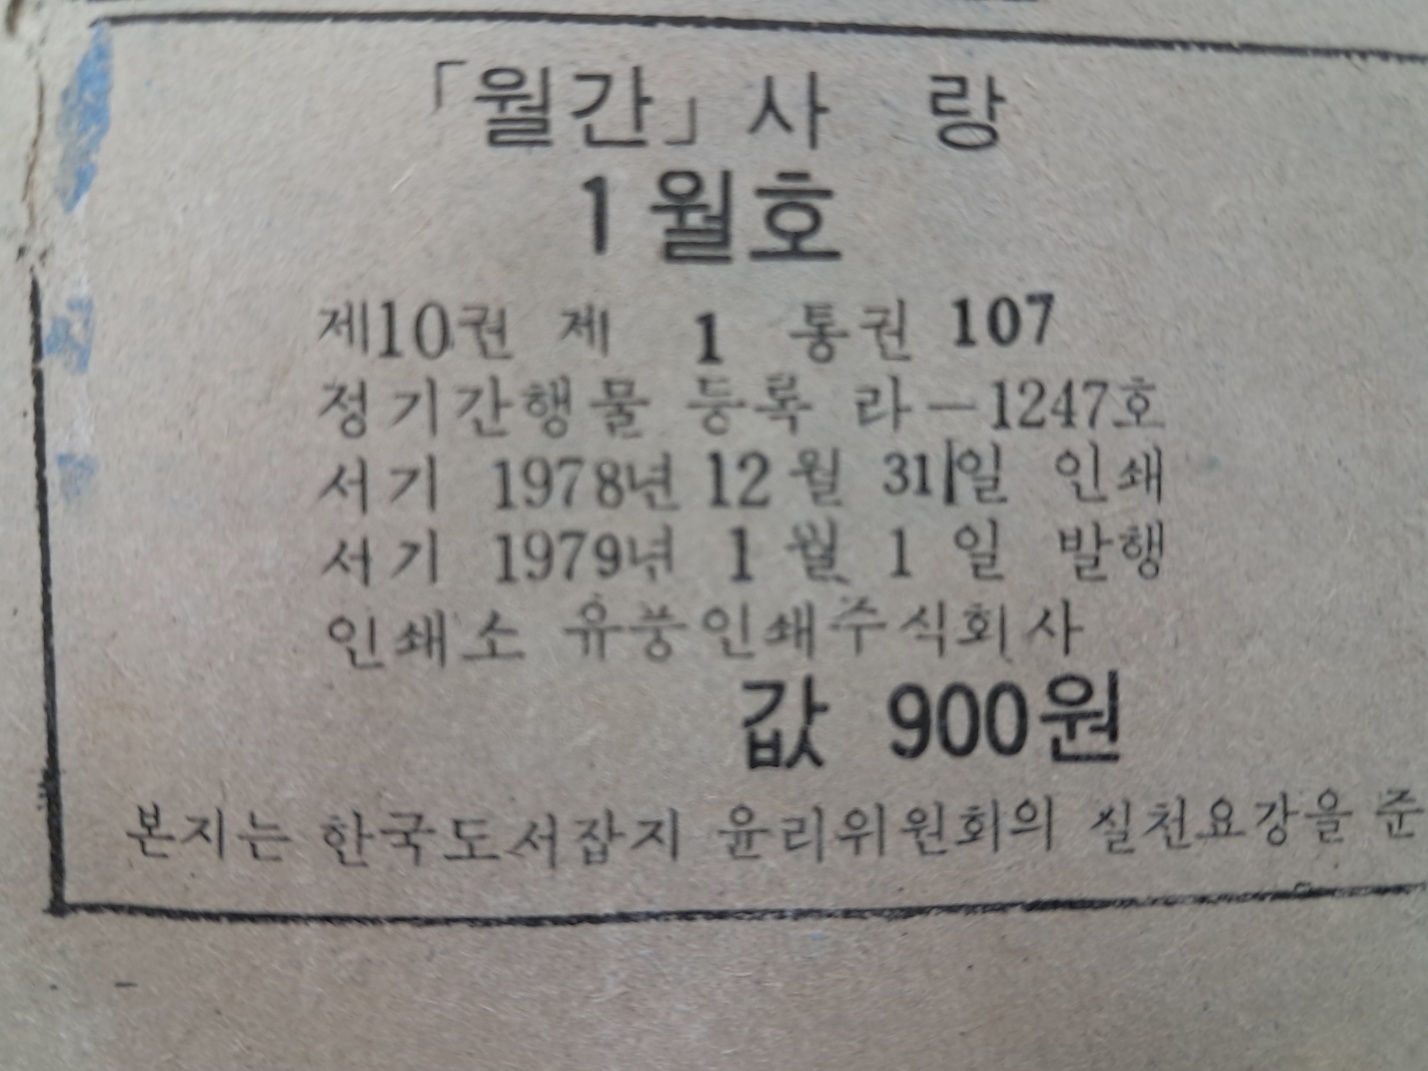 「월간」 사 랑
1월호
제10권 제 1 통권 107
정기간행물 등록 라-1247호
서기 1978년 12월 31일 인쇄
서기 1979년 1월 1일 발행
인쇄소 유풍인쇄주식회사
값 900원
본지는 한국도서잡지 윤리위원회의 실천요강을 준